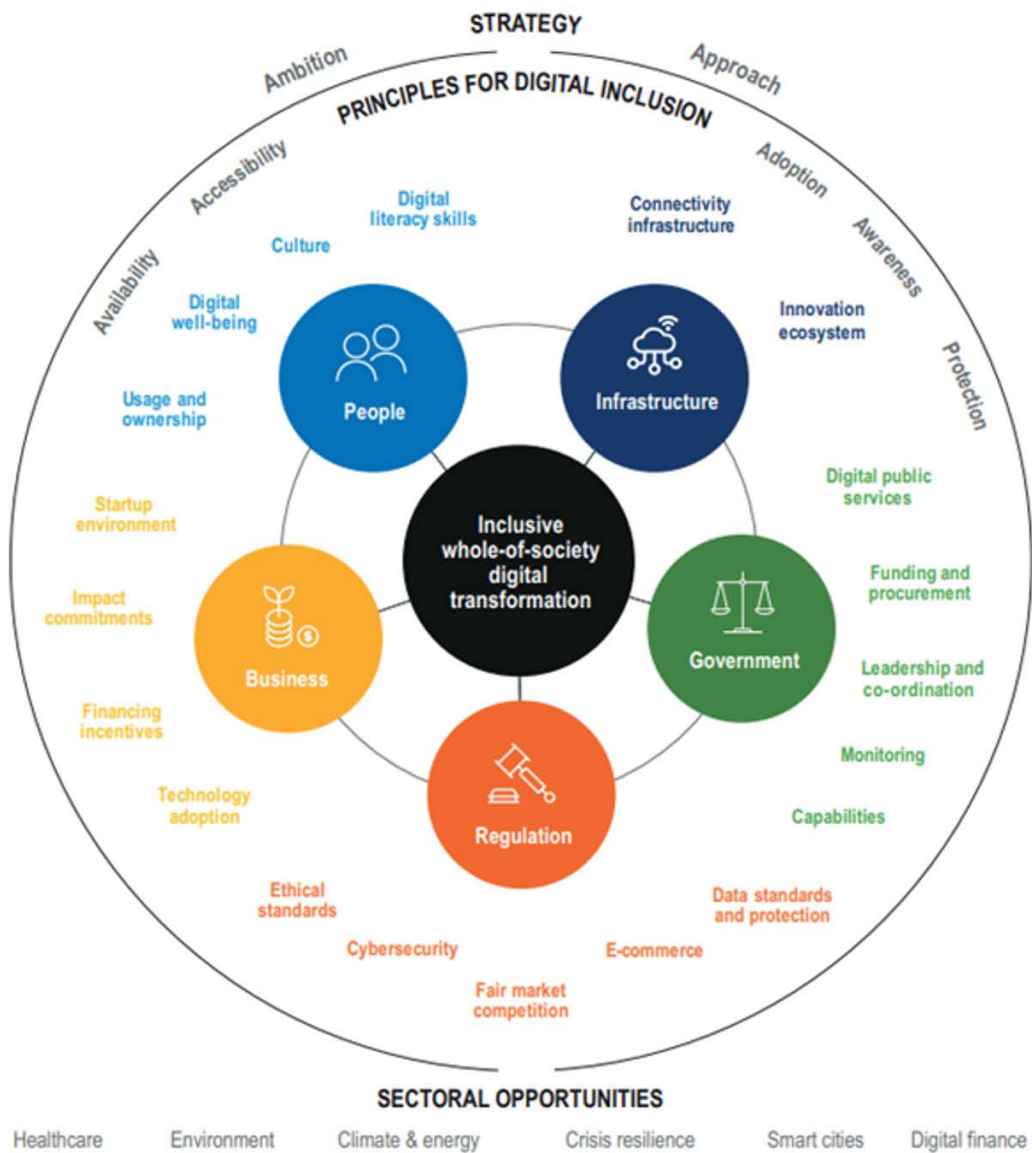 STRATEGY
Ambition
Approach
PRINCIPLES FOR DIGITAL INCLUSION
Availability
Accessibility
Adoption
Awareness
Protection
Digital
literacy skills
Culture
Digital
well-being
Usage and
ownership
People
Connectivity
infrastructure
Innovation
ecosystem
Infrastructure
Inclusive
whole-of-society
digital
transformation
Digital public
services
Funding and
procurement
Leadership and
co-ordination
Monitoring
Capabilities
Government
Startup
environment
Impact
commitments
Financing
incentives
Technology
adoption
Business
$
Regulation
Ethical
standards
Cybersecurity
Fair market
competition
E-commerce
Data standards
and protection
SECTORAL OPPORTUNITIES
Healthcare Environment Climate & energy Crisis resilience Smart cities Digital finance